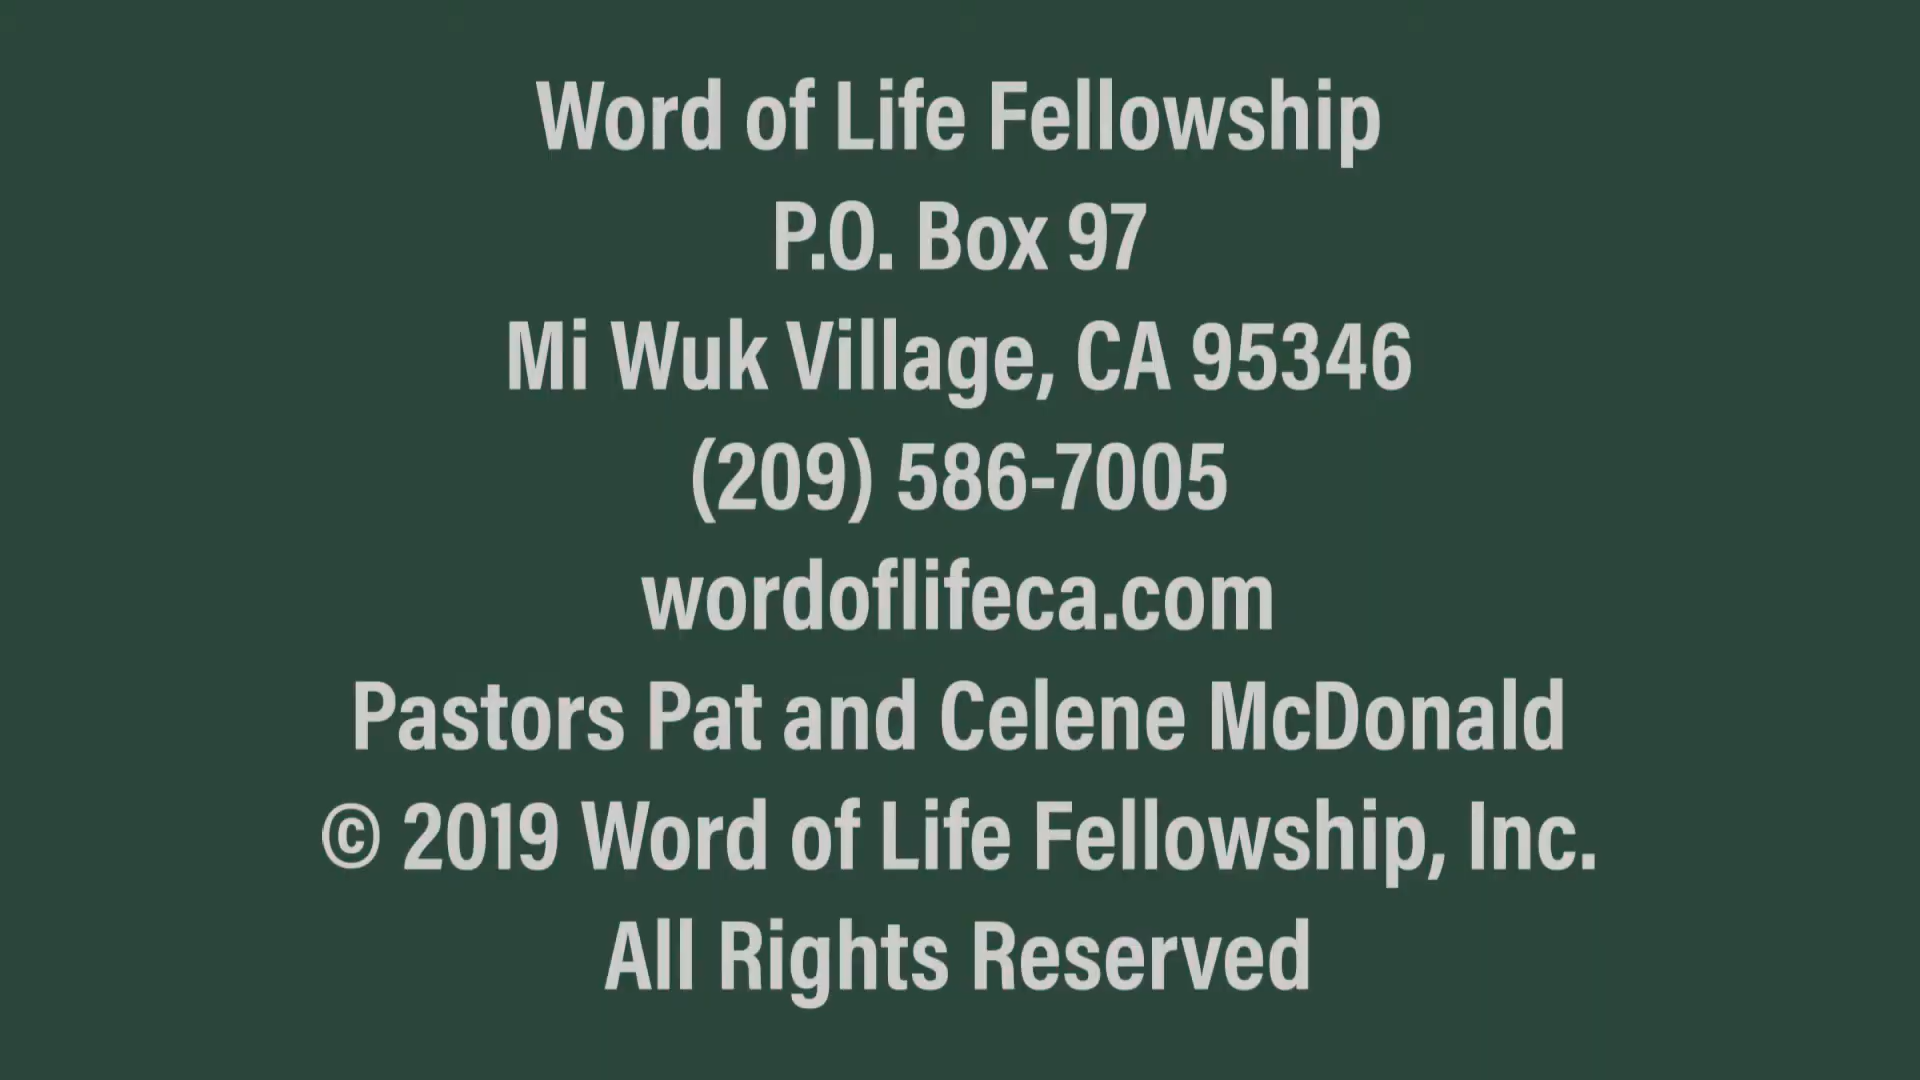 Word of Life Fellowship
P.O. Box 97
Mi Wuk Village, CA 95346
(209) 586-7005
wordoflifeca.com
Pastors Pat and Celene McDonald
© 2019 Word of Life Fellowship, Inc.
All Rights Reserved